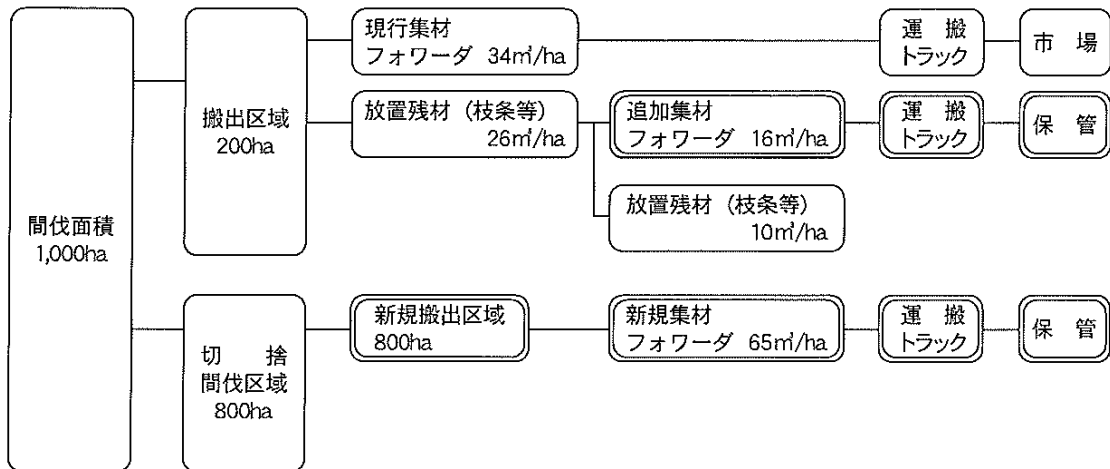 間伐面積
1,000ha
搬出区域
200ha
現行集材
フォワーダ 34㎥/ha
運 搬
トラック
市 場
放置残材（枝条等）
26㎥/ha
追加集材
フォワーダ 16㎥/ha
運 搬
トラック
保 管
放置残材（枝条等）
10㎥/ha
切 捨
間伐区域
800ha
新規搬出区域
800ha
新規集材
フォワーダ 65㎥/ha
運 搬
トラック
保 管